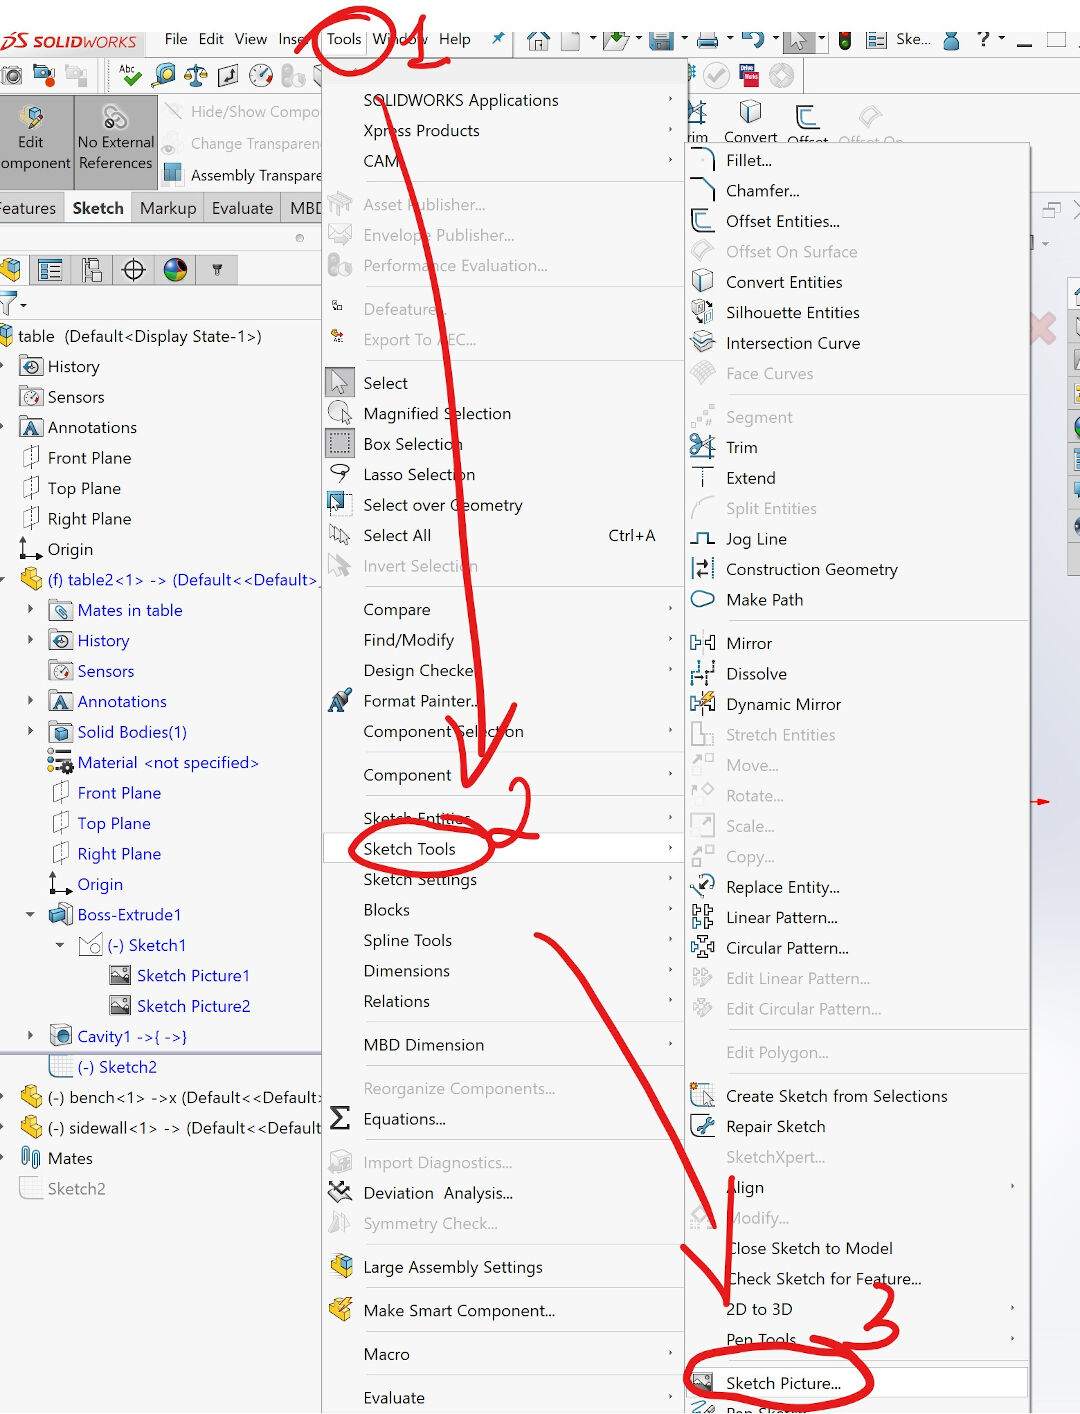 SOLIDWORKS
File Edit View Inse Tools Window Help Ske... ?
1
Abc
Drive Works
Edit
omponent
No External
References
Hide/Show Compo
Change Transparen
Assembly Transpare
rim
Convert
Offset
Offset On
eatures Sketch Markup Evaluate MBD
table (Default<Display State-1>)
History
Sensors
Annotations
Front Plane
Top Plane
Right Plane
Origin
(f) table2<1> -> (Default<<Default>_
Mates in table
History
Sensors
Annotations
Solid Bodies(1)
Material <not specified>
Front Plane
Top Plane
Right Plane
Origin
Boss-Extrude1
(-) Sketch1
Sketch Picture1
Sketch Picture2
Cavity1 ->{ ->}
(-) Sketch2
(-) bench<1> ->x (Default<<Default>
(-) sidewall<1> -> (Default<<Default
Mates
Sketch2
SOLIDWORKS Applications
Xpress Products
CAM
Asset Publisher...
Envelope Publisher...
Performance Evaluation...
Defeature...
Export To AEC...
Select
Magnified Selection
Box Selection
Lasso Selection
Select over Geometry
Select All Ctrl+A
Invert Selection
Compare
Find/Modify
Design Checker
Format Painter...
Component Selection
Component
Sketch Entities
2
Sketch Tools
Sketch Settings
Blocks
Spline Tools
Dimensions
Relations
MBD Dimension
Reorganize Components...
Equations...
Import Diagnostics...
Deviation Analysis...
Symmetry Check...
Large Assembly Settings
Make Smart Component...
Macro
Evaluate
Fillet...
Chamfer...
Offset Entities...
Offset On Surface
Convert Entities
Silhouette Entities
Intersection Curve
Face Curves
Segment
Trim
Extend
Split Entities
Jog Line
Construction Geometry
Make Path
Mirror
Dissolve
Dynamic Mirror
Stretch Entities
Move...
Rotate...
Scale...
Copy...
Replace Entity...
Linear Pattern...
Circular Pattern...
Edit Linear Pattern...
Edit Circular Pattern...
Edit Polygon...
Create Sketch from Selections
Repair Sketch
SketchXpert...
Align
Modify...
Close Sketch to Model
Check Sketch for Feature...
2D to 3D
Pen Tools
3
Sketch Picture...
Pen Sketch